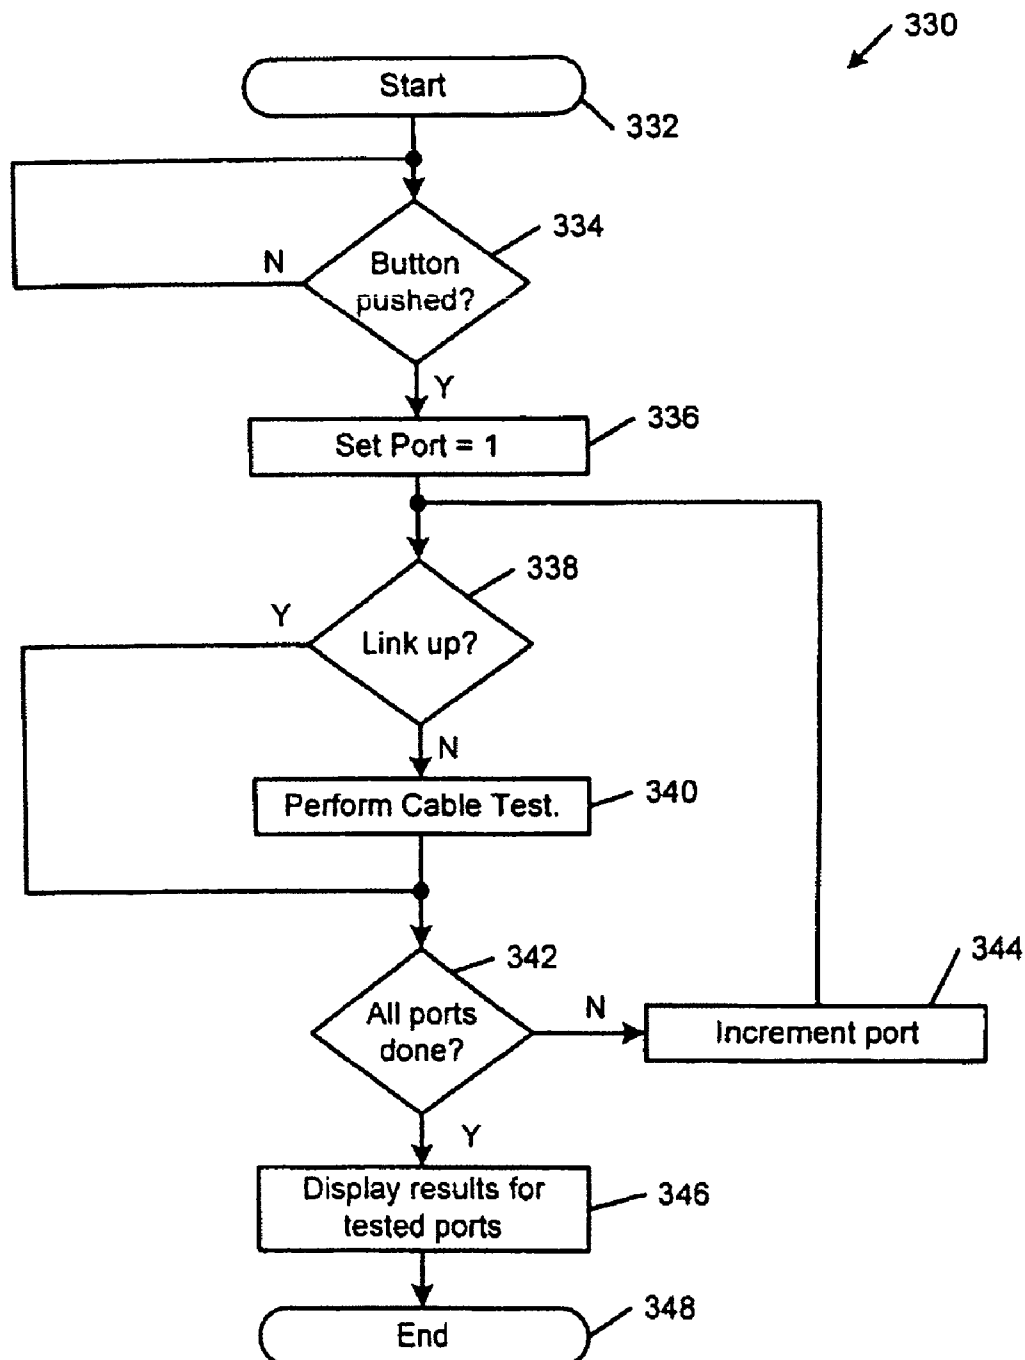 330
Start
332
334
N
Button
pushed?
Y
336
Set Port = 1
338
Y
Link up?
N
340
Perform Cable Test.
342
344
All ports
done?
N
Increment port
Y
Display results for
tested ports
346
348
End